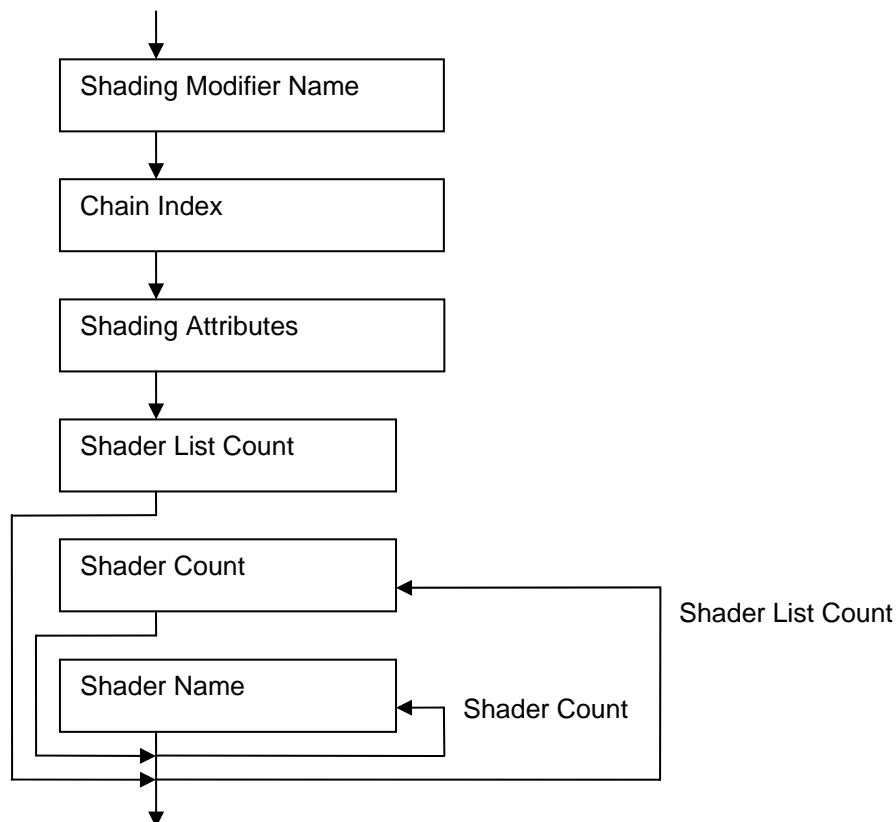 Shading Modifier Name
Chain Index
Shading Attributes
Shader List Count
Shader Count
Shader List Count
Shader Name
Shader Count